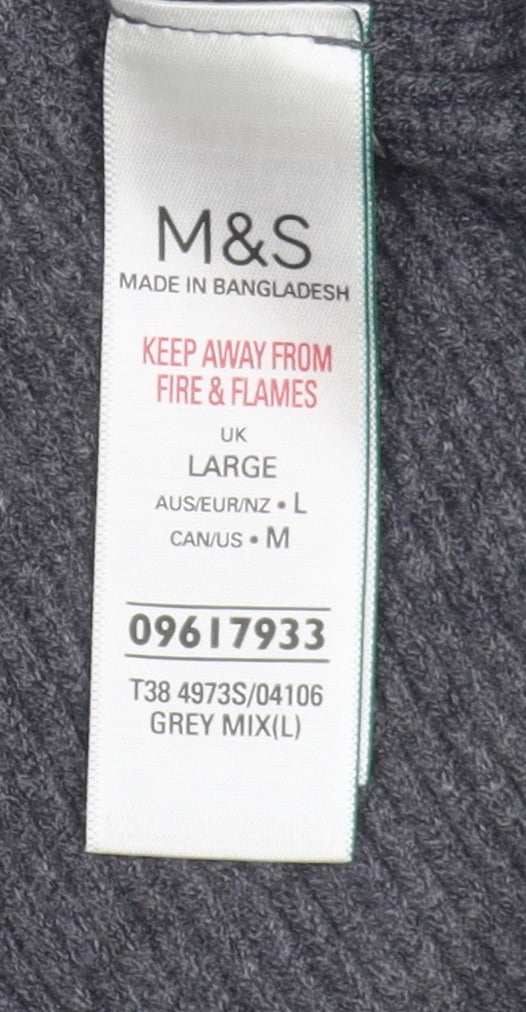 M&S
MADE IN BANGLADESH
KEEP AWAY FROM
FIRE & FLAMES
UK
LARGE
AUS/EUR/NZ • L
CAN/US • M
09617933
T38 4973S/04106
GREY MIX(L)